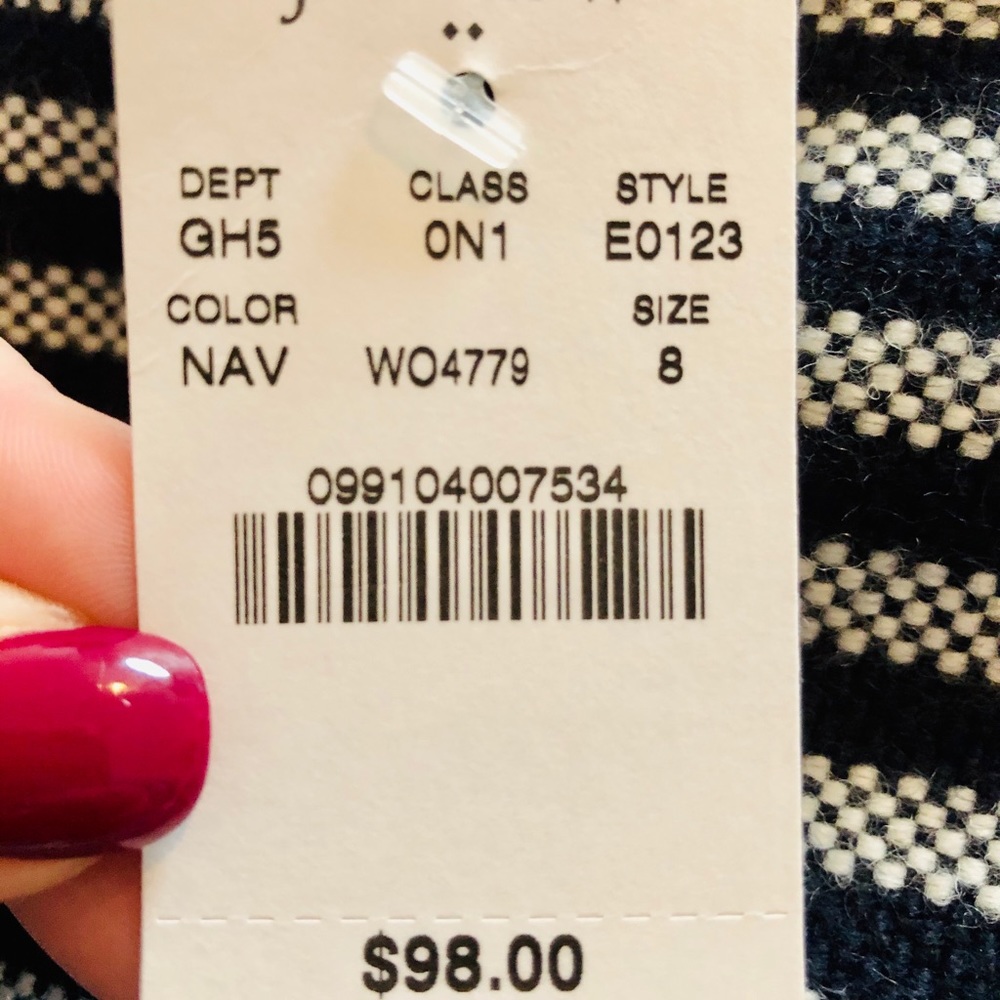 DEPT CLASS STYLE
GH5 0N1 E0123
COLOR SIZE
NAV WO4779 8
099104007534
$98.00